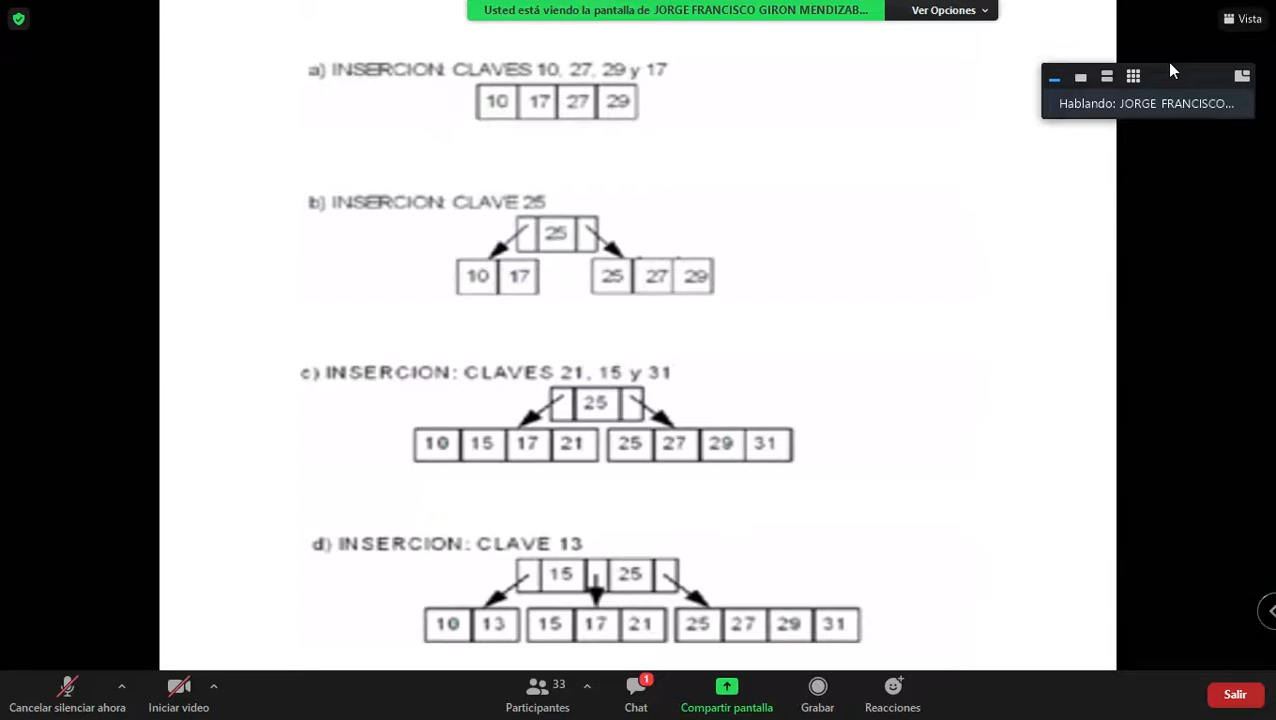 Usted está viendo la pantalla de JORGE FRANCISCO GIRON MENDIZAB...
Ver Opciones
Vista
Hablando: JORGE FRANCISCO...
a) INSERCION: CLAVES 10, 27, 29 y 17
10 17 27 29
b) INSERCION: CLAVE 25
25
10 17 25 27 29
c) INSERCION: CLAVES 21, 15 y 31
25
10 15 17 21 25 27 29 31
d) INSERCION: CLAVE 13
15 25
10 13 15 17 21 25 27 29 31
Cancelar silenciar ahora
Iniciar video
33
Participantes
1
Chat
Compartir pantalla
Grabar
Reacciones
Salir